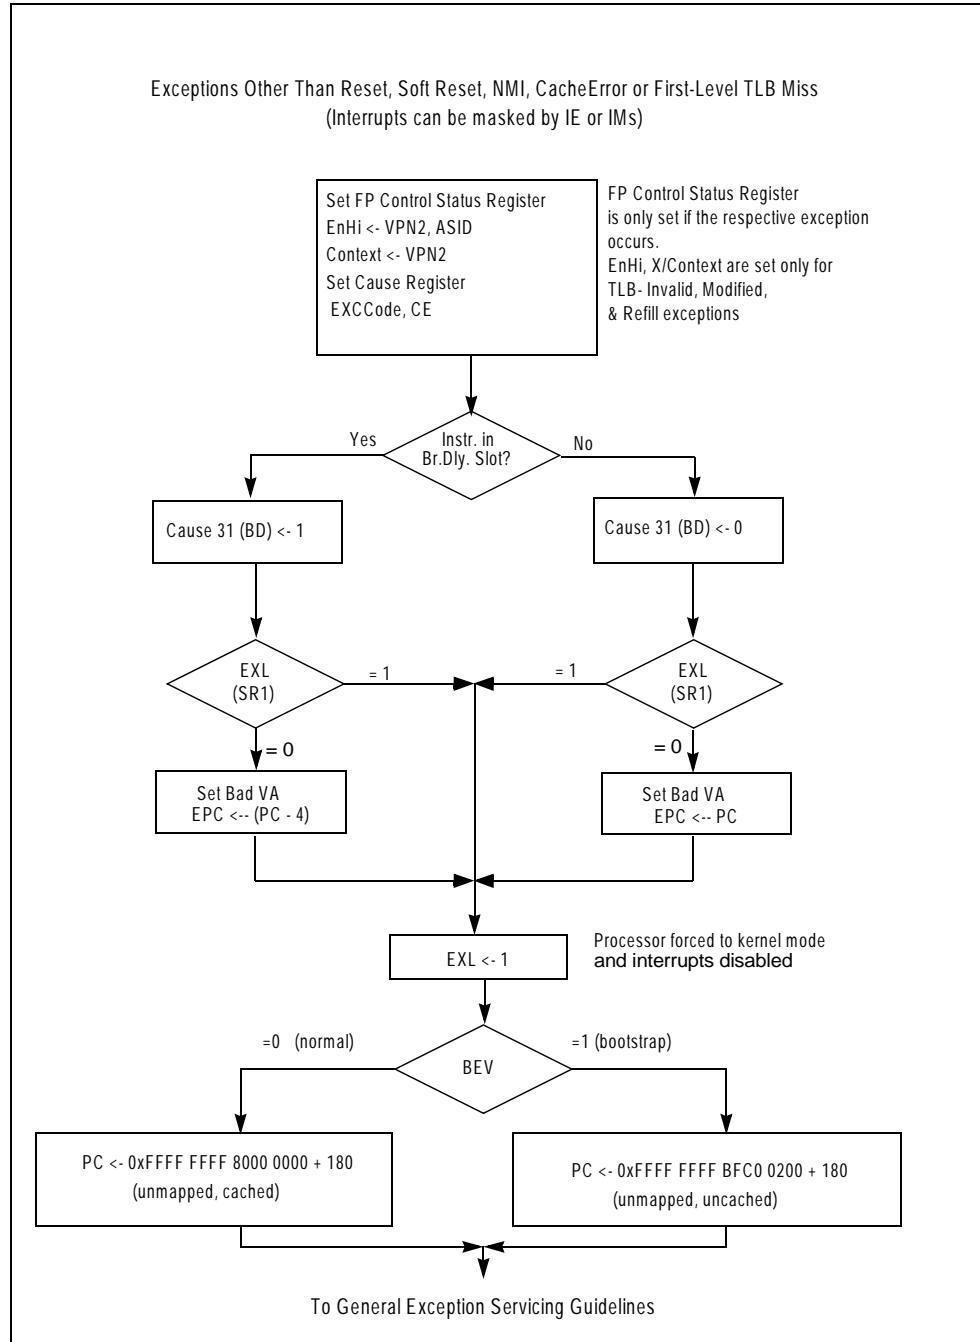 Exceptions Other Than Reset, Soft Reset, NMI, CacheError or First-Level TLB Miss
(Interrupts can be masked by IE or IMs)
Set FP Control Status Register
EnHi <- VPN2, ASID
Context <- VPN2
Set Cause Register
EXCCode, CE
FP Control Status Register
is only set if the respective exception
occurs.
EnHi, X/Context are set only for
TLB- Invalid, Modified,
& Refill exceptions
Yes
Instr. in
Br.Dly. Slot?
No
Cause 31 (BD) <- 1
Cause 31 (BD) <- 0
EXL
(SR1)
= 1
= 1
EXL
(SR1)
= 0
= 0
Set Bad VA
EPC <-- (PC - 4)
Set Bad VA
EPC <-- PC
EXL <- 1
Processor forced to kernel mode
and interrupts disabled
=0 (normal)
BEV
=1 (bootstrap)
PC <- 0xFFFF FFFF 8000 0000 + 180
(unmapped, cached)
PC <- 0xFFFF FFFF BFC0 0200 + 180
(unmapped, uncached)
To General Exception Servicing Guidelines